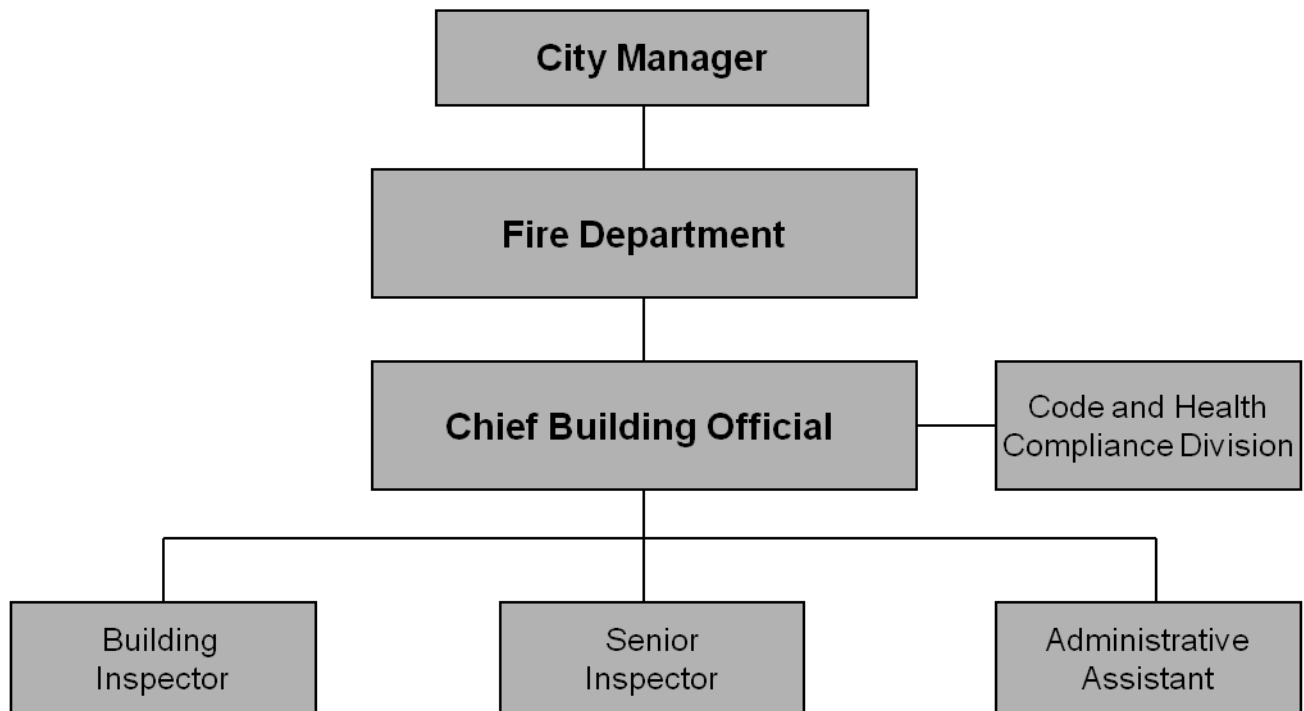 City Manager
Fire Department
Chief Building Official
Code and Health
Compliance Division
Building
Inspector
Senior
Inspector
Administrative
Assistant